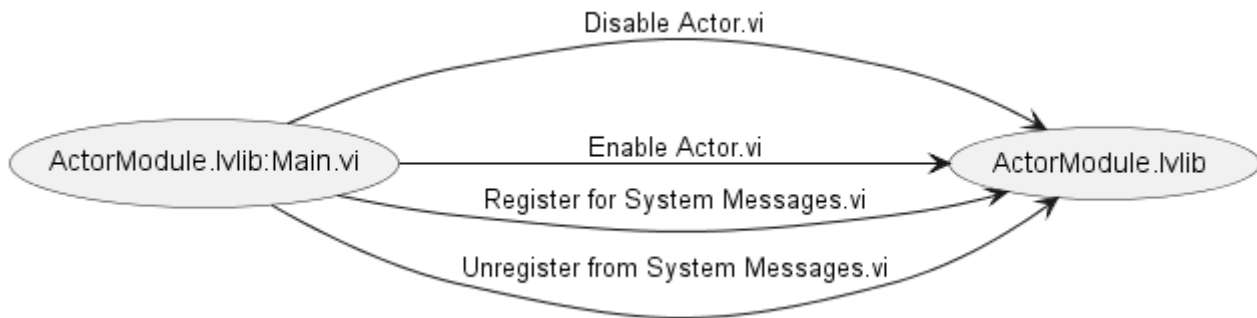 Disable Actor.vi
ActorModule.lvlib:Main.vi
Enable Actor.vi
ActorModule.lvlib
Register for System Messages.vi
Unregister from System Messages.vi